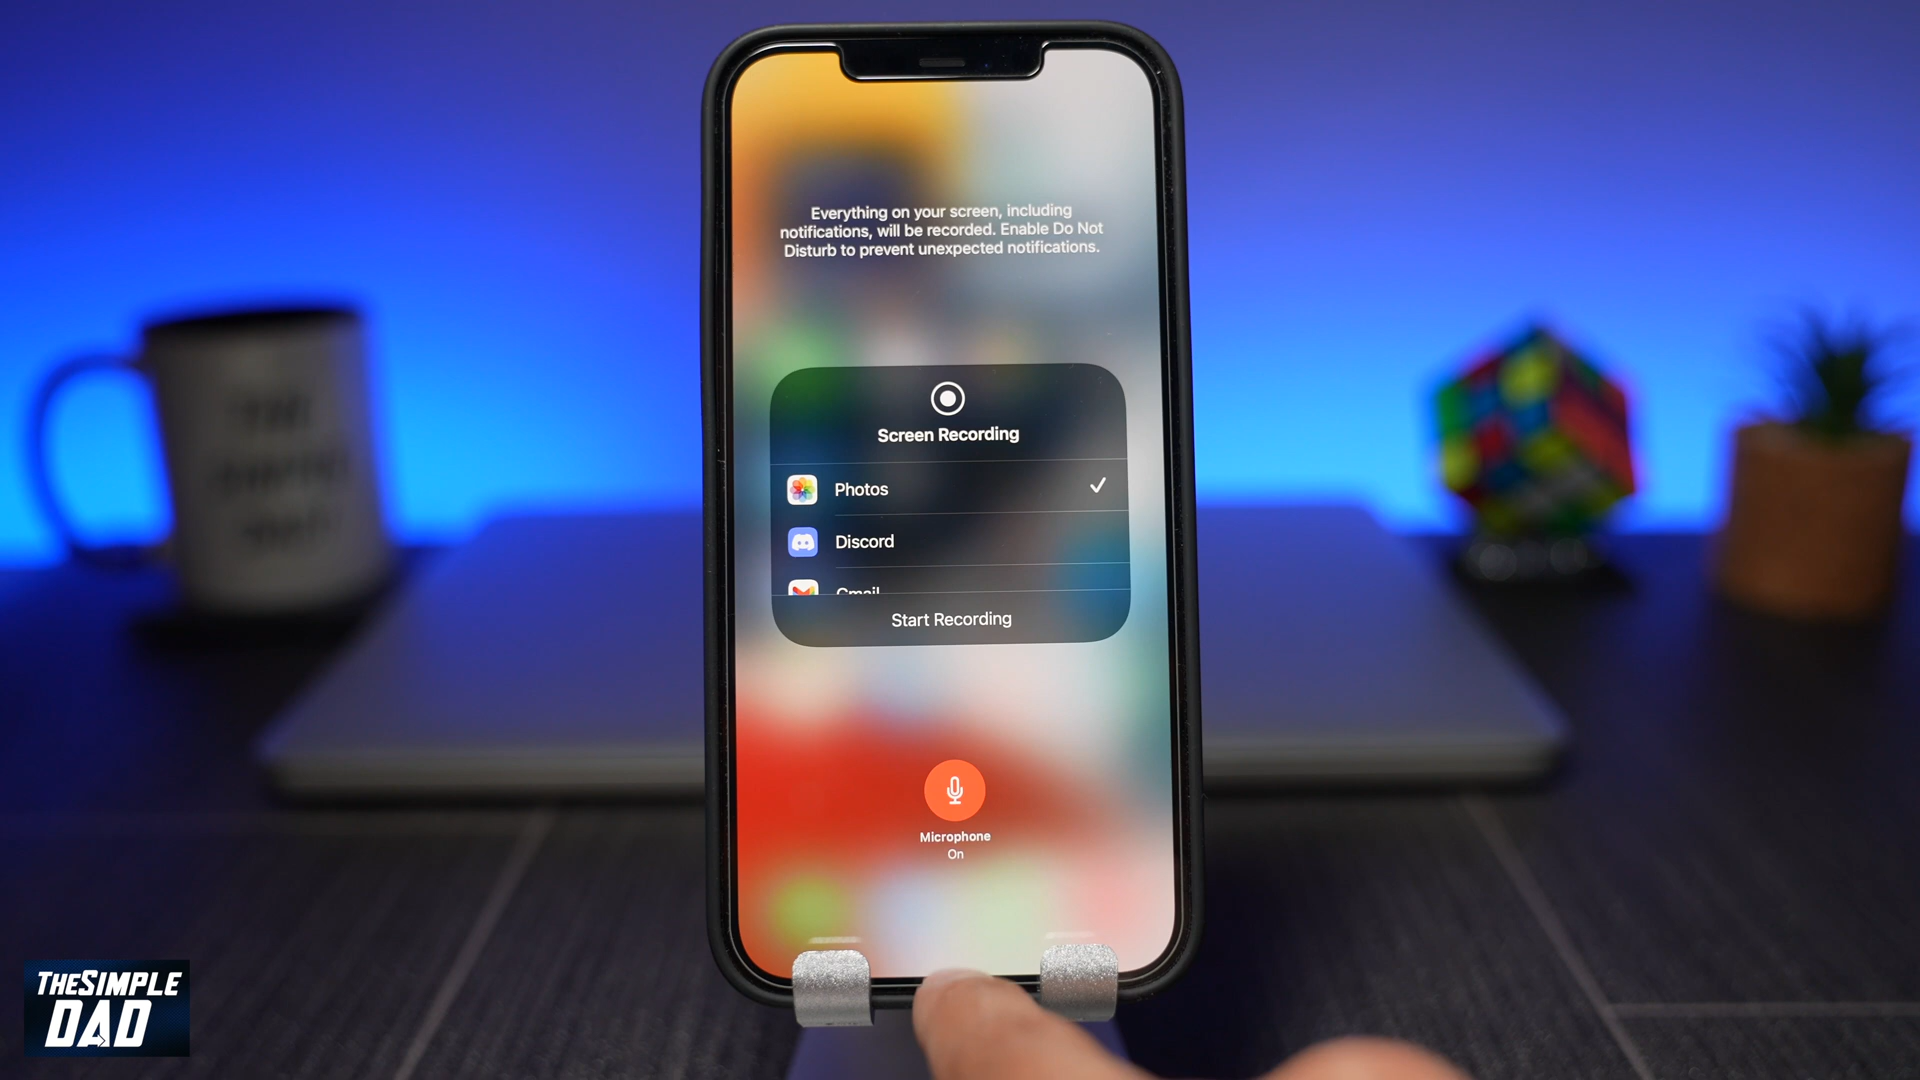 Everything on your screen, including
notifications, will be recorded. Enable Do Not
Disturb to prevent unexpected notifications.
Screen Recording
Photos
Discord
Gmail
Start Recording
Microphone
On
THESIMPLE
DAD